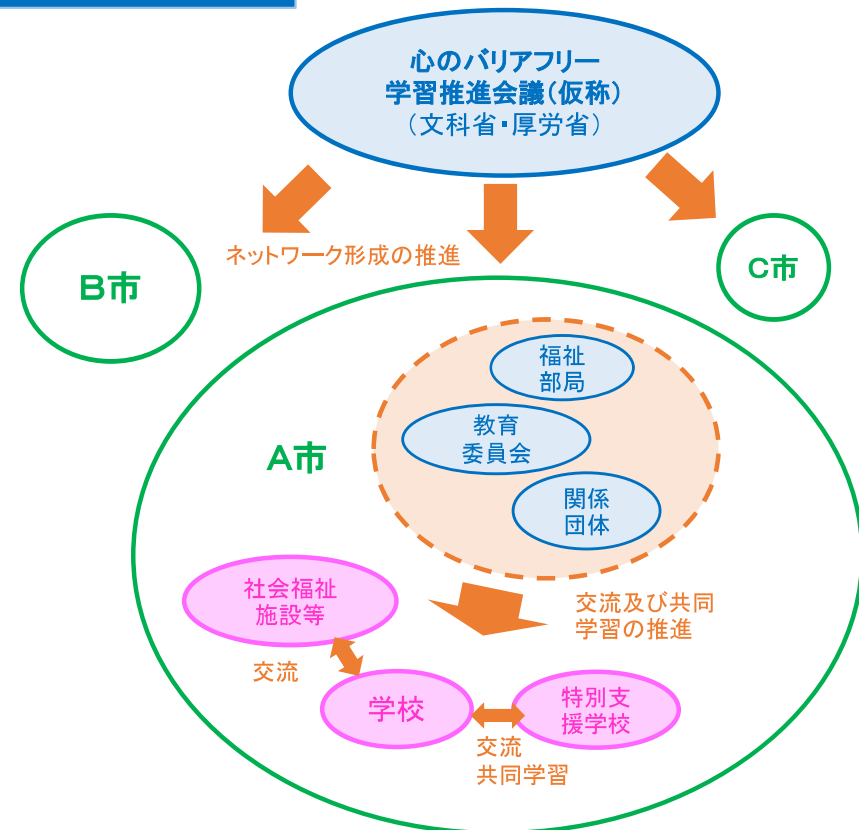 心のバリアフリー
学習推進会議(仮称)
(文科省・厚労省)
ネットワーク形成の推進
B市
C市
A市
福祉
部局
教育
委員会
関係
団体
社会福祉
施設等
交流及び共同
学習の推進
交流
学校
特別支
援学校
交流
共同学習